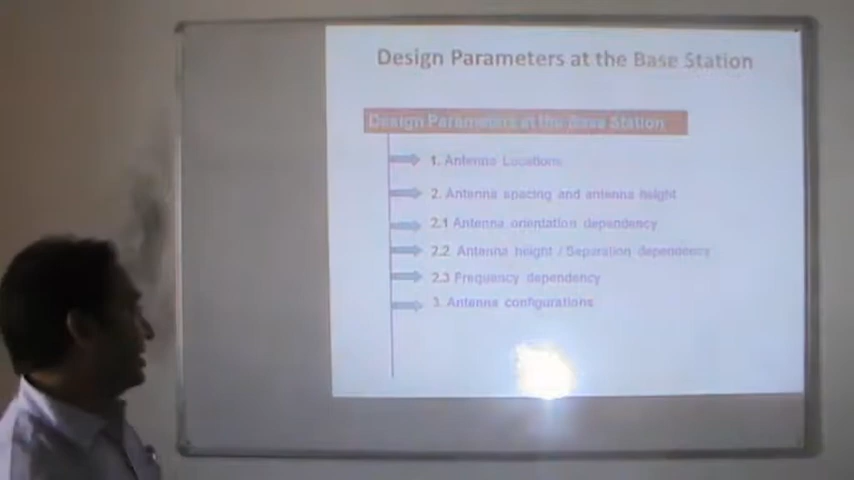 Design Parameters at the Base Station
Design Parameters at the Base Station
1. Antenna Locations
2. Antenna spacing and antenna height
2.1 Antenna orientation dependency
2.2 Antenna height / Separation dependency
2.3 Frequency dependency
3. Antenna configurations